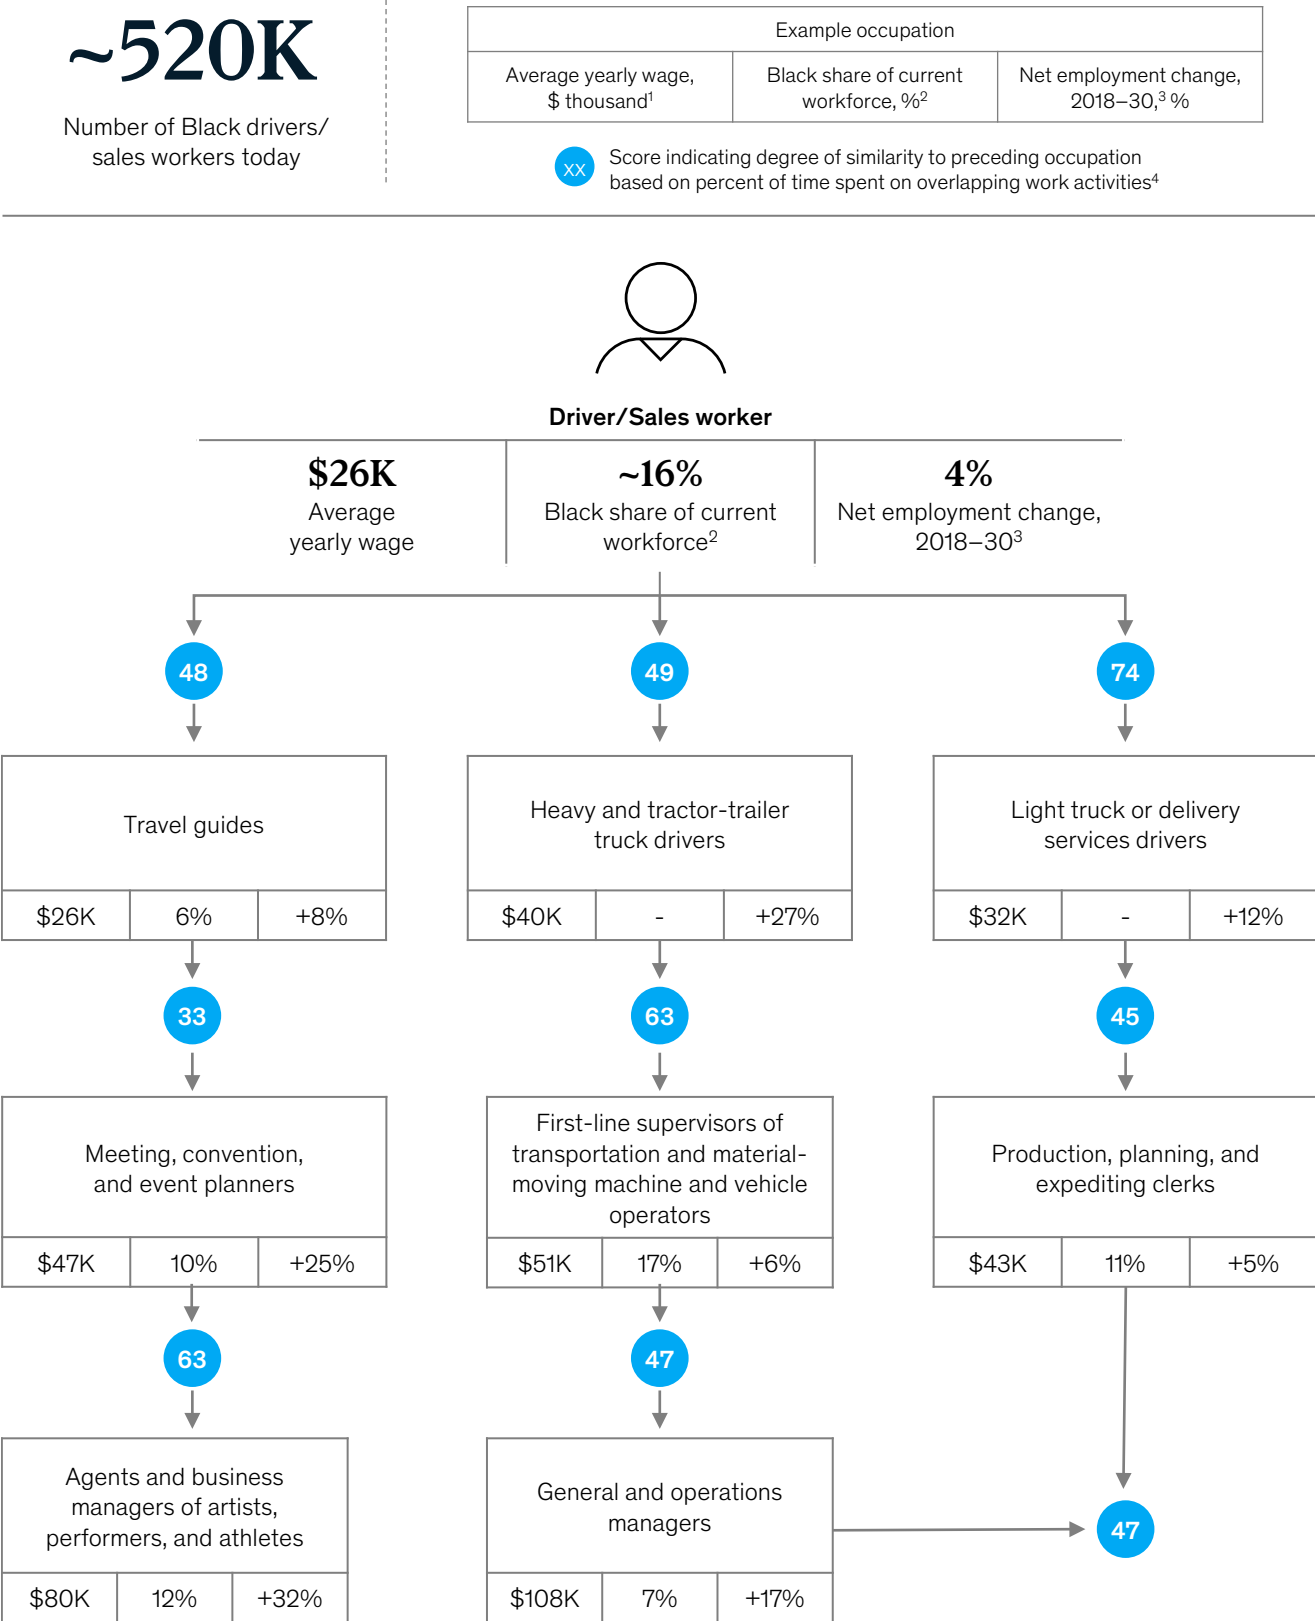 ~520K
Number of Black drivers/
sales workers today
Example occupation
Average yearly wage,
$ thousand¹
Black share of current
workforce, %²
Net employment change,
2018–30,³ %
XX
Score indicating degree of similarity to preceding occupation
based on percent of time spent on overlapping work activities⁴
Driver/Sales worker
$26K
Average
yearly wage
~16%
Black share of current
workforce²
4%
Net employment change,
2018–30³
48
49
74
Travel guides
$26K 6% +8%
Heavy and tractor-trailer
truck drivers
$40K - +27%
Light truck or delivery
services drivers
$32K - +12%
33
63
45
Meeting, convention,
and event planners
$47K 10% +25%
First-line supervisors of
transportation and material-
moving machine and vehicle
operators
$51K 17% +6%
Production, planning, and
expediting clerks
$43K 11% +5%
63
47
Agents and business
managers of artists,
performers, and athletes
$80K 12% +32%
General and operations
managers
$108K 7% +17%
47